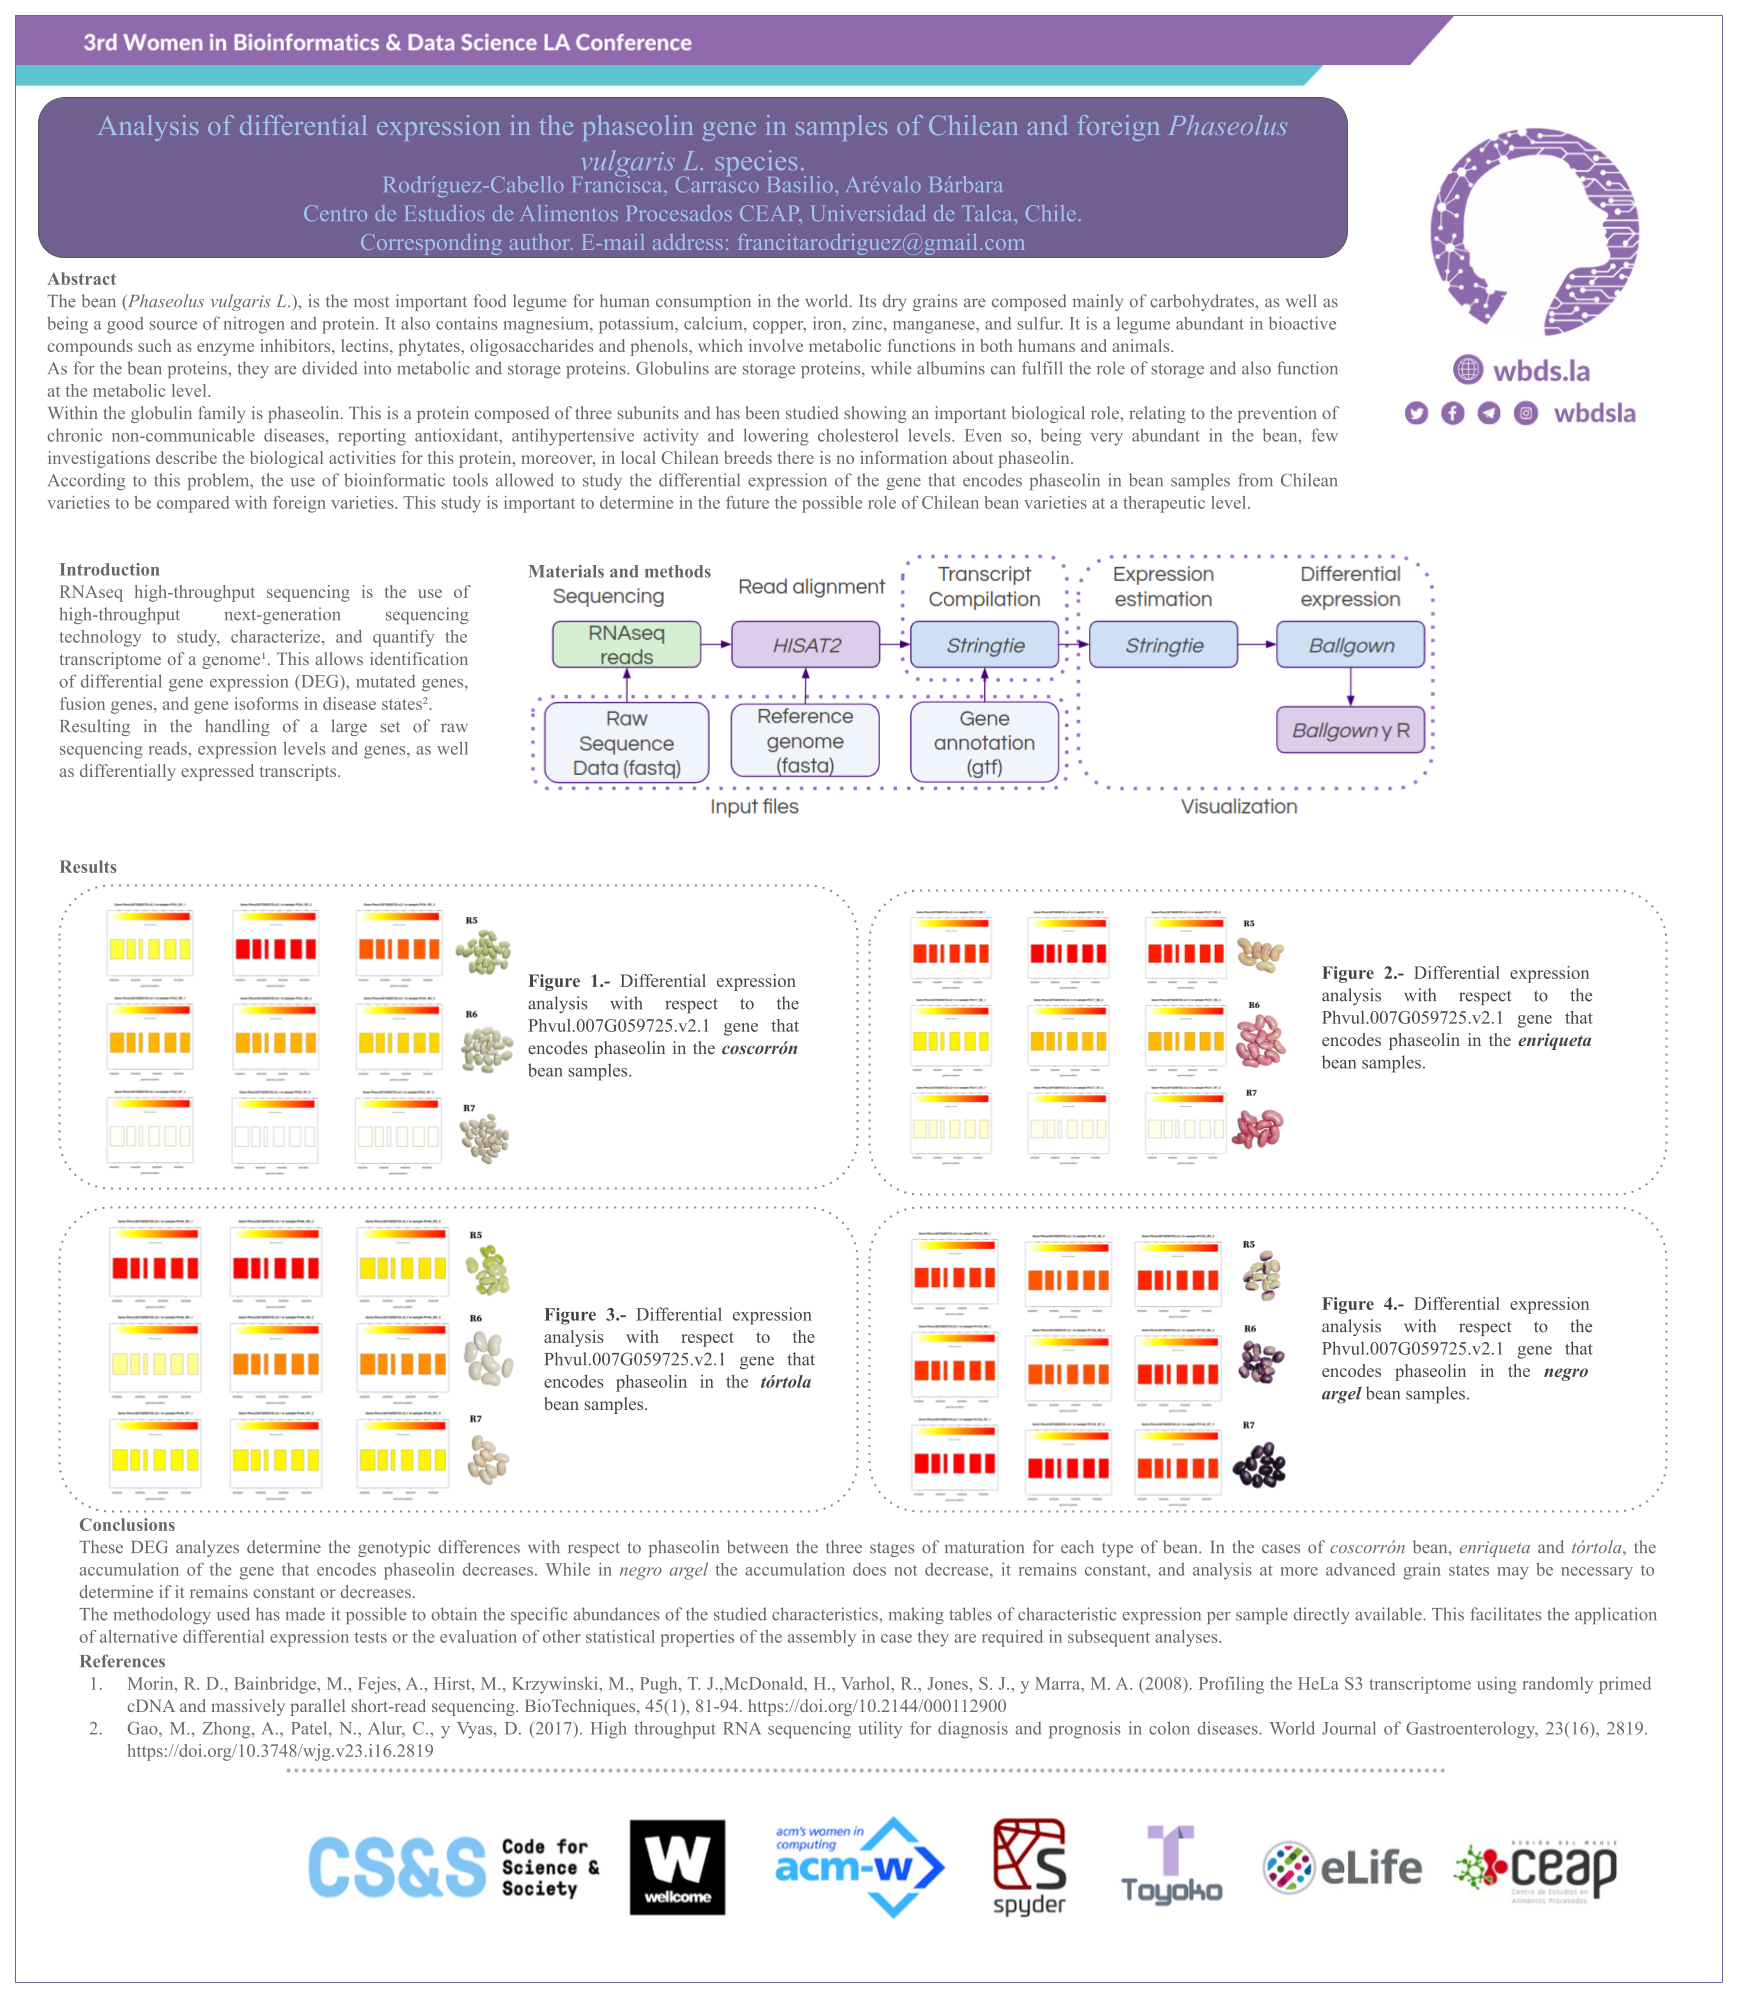 3rd Women in Bioinformatics & Data Science LA Conference
Analysis of differential expression in the phaseolin gene in samples of Chilean and foreign Phaseolus
vulgaris L. species.
Rodríguez-Cabello Francisca, Carrasco Basilio, Arévalo Bárbara
Centro de Estudios de Alimentos Procesados CEAP, Universidad de Talca, Chile.
Corresponding author. E-mail address: francitarodriguez@gmail.com
wbds.la
wbdsla
Abstract
The bean (Phaseolus vulgaris L.), is the most important food legume for human consumption in the world. Its dry grains are composed mainly of carbohydrates, as well as
being a good source of nitrogen and protein. It also contains magnesium, potassium, calcium, copper, iron, zinc, manganese, and sulfur. It is a legume abundant in bioactive
compounds such as enzyme inhibitors, lectins, phytates, oligosaccharides and phenols, which involve metabolic functions in both humans and animals.
As for the bean proteins, they are divided into metabolic and storage proteins. Globulins are storage proteins, while albumins can fulfill the role of storage and also function
at the metabolic level.
Within the globulin family is phaseolin. This is a protein composed of three subunits and has been studied showing an important biological role, relating to the prevention of
chronic non-communicable diseases, reporting antioxidant, antihypertensive activity and lowering cholesterol levels. Even so, being very abundant in the bean, few
investigations describe the biological activities for this protein, moreover, in local Chilean breeds there is no information about phaseolin.
According to this problem, the use of bioinformatic tools allowed to study the differential expression of the gene that encodes phaseolin in bean samples from Chilean
varieties to be compared with foreign varieties. This study is important to determine in the future the possible role of Chilean bean varieties at a therapeutic level.
Introduction
RNAseq high-throughput sequencing is the use of
high-throughput next-generation sequencing
technology to study, characterize, and quantify the
transcriptome of a genome¹. This allows identification
of differential gene expression (DEG), mutated genes,
fusion genes, and gene isoforms in disease states².
Resulting in the handling of a large set of raw
sequencing reads, expression levels and genes, as well
as differentially expressed transcripts.
Materials and methods
Sequencing
Read alignment
Transcript
Compilation
Expression
estimation
Differential
expression
RNAseq
reads
HISAT2
Stringtie
Stringtie
Ballgown
Raw
Sequence
Data (fastq)
Reference
genome
(fasta)
Gene
annotation
(gtf)
Ballgown y R
Input files
Visualization
Results
R5
R6
R7
Figure 1.- Differential expression
analysis with respect to the
Phvul.007G059725.v2.1 gene that
encodes phaseolin in the coscorrón
bean samples.
R5
R6
R7
Figure 2.- Differential expression
analysis with respect to the
Phvul.007G059725.v2.1 gene that
encodes phaseolin in the enriqueta
bean samples.
R5
R6
R7
Figure 3.- Differential expression
analysis with respect to the
Phvul.007G059725.v2.1 gene that
encodes phaseolin in the tórtola
bean samples.
R5
R6
R7
Figure 4.- Differential expression
analysis with respect to the
Phvul.007G059725.v2.1 gene that
encodes phaseolin in the negro
argel bean samples.
Conclusions
These DEG analyzes determine the genotypic differences with respect to phaseolin between the three stages of maturation for each type of bean. In the cases of coscorrón bean, enriqueta and tórtola, the
accumulation of the gene that encodes phaseolin decreases. While in negro argel the accumulation does not decrease, it remains constant, and analysis at more advanced grain states may be necessary to
determine if it remains constant or decreases.
The methodology used has made it possible to obtain the specific abundances of the studied characteristics, making tables of characteristic expression per sample directly available. This facilitates the application
of alternative differential expression tests or the evaluation of other statistical properties of the assembly in case they are required in subsequent analyses.
References
1. Morin, R. D., Bainbridge, M., Fejes, A., Hirst, M., Krzywinski, M., Pugh, T. J.,McDonald, H., Varhol, R., Jones, S. J., y Marra, M. A. (2008). Profiling the HeLa S3 transcriptome using randomly primed
cDNA and massively parallel short-read sequencing. BioTechniques, 45(1), 81-94. https://doi.org/10.2144/000112900
2. Gao, M., Zhong, A., Patel, N., Alur, C., y Vyas, D. (2017). High throughput RNA sequencing utility for diagnosis and prognosis in colon diseases. World Journal of Gastroenterology, 23(16), 2819.
https://doi.org/10.3748/wjg.v23.i16.2819
CS&S
Code for
Science &
Society
W
wellcome
acm's women in
computing
acm-w
S
spyder
Toyoko
eLife
REGIÓN DEL MAULE
ceap
Centro de Estudios en
Alimentos Procesados